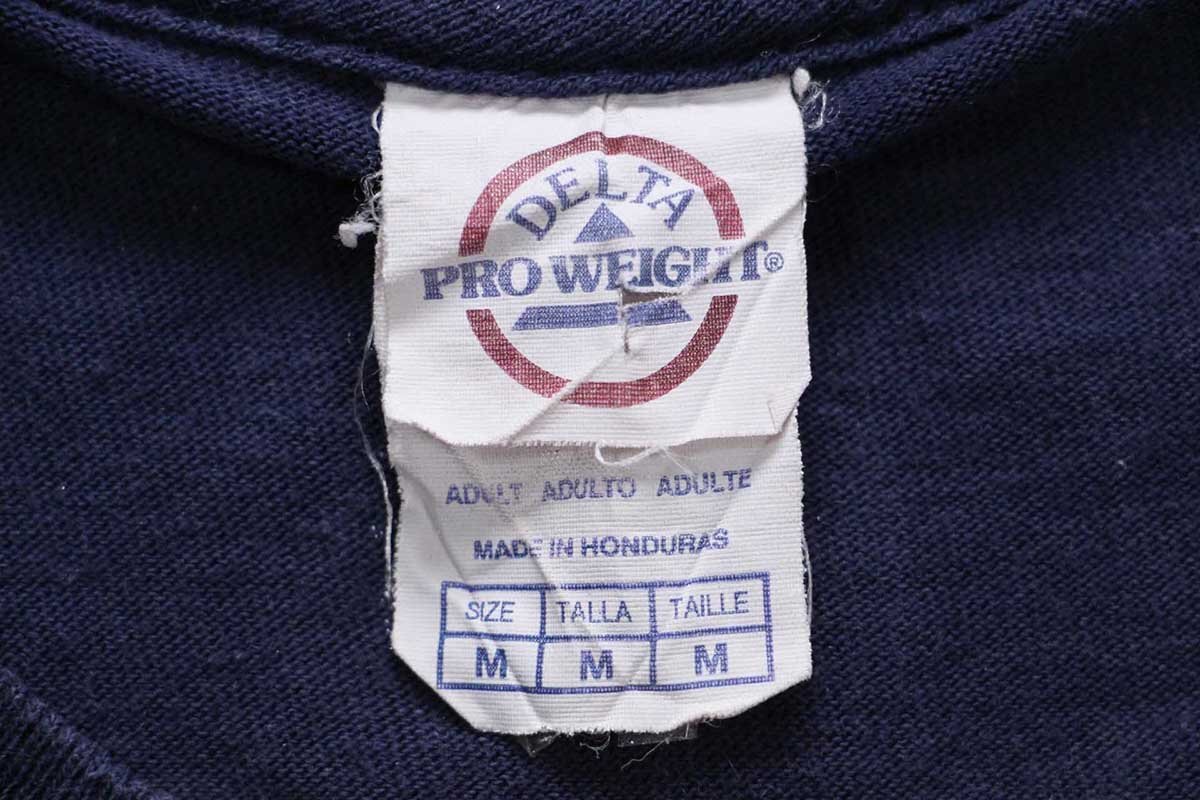 DELTA
PRO WEIGHT®
ADULT ADULTO ADULTE
MADE IN HONDURAS
SIZE TALLA TAILLE
M M M